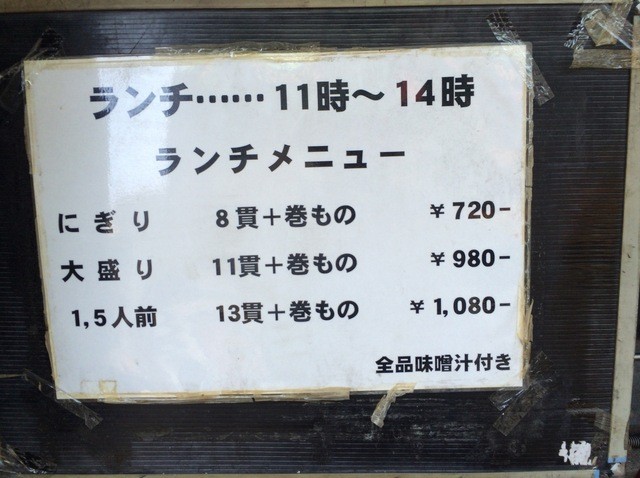 ランチ……11時～14時
ランチメニュー
にぎり 8貫＋巻もの ￥720-
大盛り 11貫＋巻もの ￥980-
1,5人前 13貫＋巻もの ￥1,080-
全品味噌汁付き